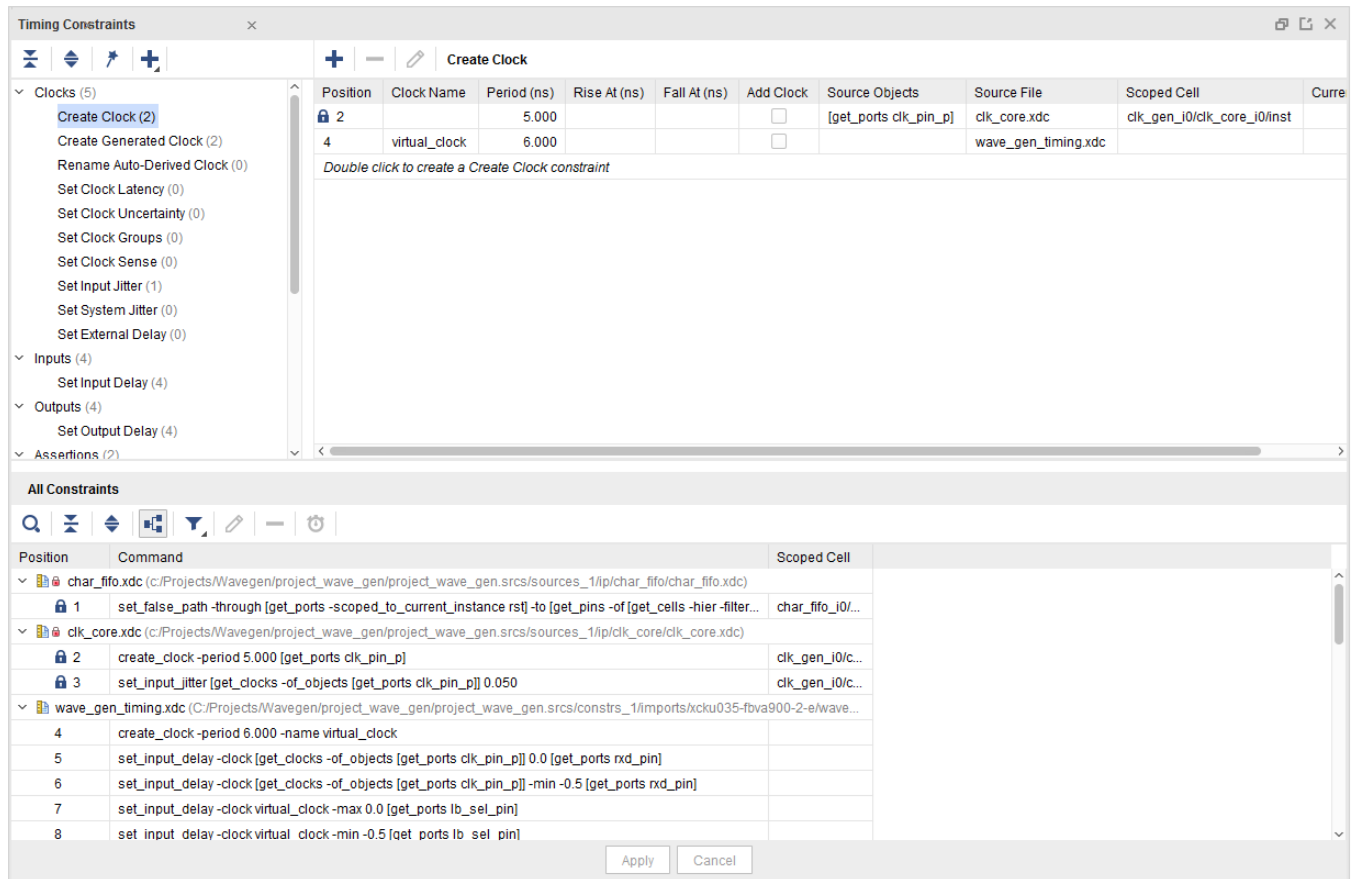 Timing Constraints
Create Clock
Clocks (5)
Create Clock (2)
Create Generated Clock (2)
Rename Auto-Derived Clock (0)
Set Clock Latency (0)
Set Clock Uncertainty (0)
Set Clock Groups (0)
Set Clock Sense (0)
Set Input Jitter (1)
Set System Jitter (0)
Set External Delay (0)
Inputs (4)
Set Input Delay (4)
Outputs (4)
Set Output Delay (4)
Assertions (2)
Position Clock Name Period (ns) Rise At (ns) Fall At (ns) Add Clock Source Objects Source File Scoped Cell Curre
2 5.000 [get_ports clk_pin_p] clk_core.xdc clk_gen_i0/clk_core_i0/inst
4 virtual_clock 6.000 wave_gen_timing.xdc
Double click to create a Create Clock constraint
All Constraints
Position Command Scoped Cell
char_fifo.xdc (c:/Projects/Wavegen/project_wave_gen/project_wave_gen.srcs/sources_1/ip/char_fifo/char_fifo.xdc)
1 set_false_path -through [get_ports -scoped_to_current_instance rst] -to [get_pins -of [get_cells -hier -filter... char_fifo_i0/...
clk_core.xdc (c:/Projects/Wavegen/project_wave_gen/project_wave_gen.srcs/sources_1/ip/clk_core/clk_core.xdc)
2 create_clock -period 5.000 [get_ports clk_pin_p] clk_gen_i0/c...
3 set_input_jitter [get_clocks -of_objects [get_ports clk_pin_p]] 0.050 clk_gen_i0/c...
wave_gen_timing.xdc (C:/Projects/Wavegen/project_wave_gen/project_wave_gen.srcs/constrs_1/imports/xcku035-fbva900-2-e/wave...
4 create_clock -period 6.000 -name virtual_clock
5 set_input_delay -clock [get_clocks -of_objects [get_ports clk_pin_p]] 0.0 [get_ports rxd_pin]
6 set_input_delay -clock [get_clocks -of_objects [get_ports clk_pin_p]] -min -0.5 [get_ports rxd_pin]
7 set_input_delay -clock virtual_clock -max 0.0 [get_ports lb_sel_pin]
8 set_input_delay -clock virtual_clock -min -0.5 [get_ports lb_sel_pin]
Apply Cancel